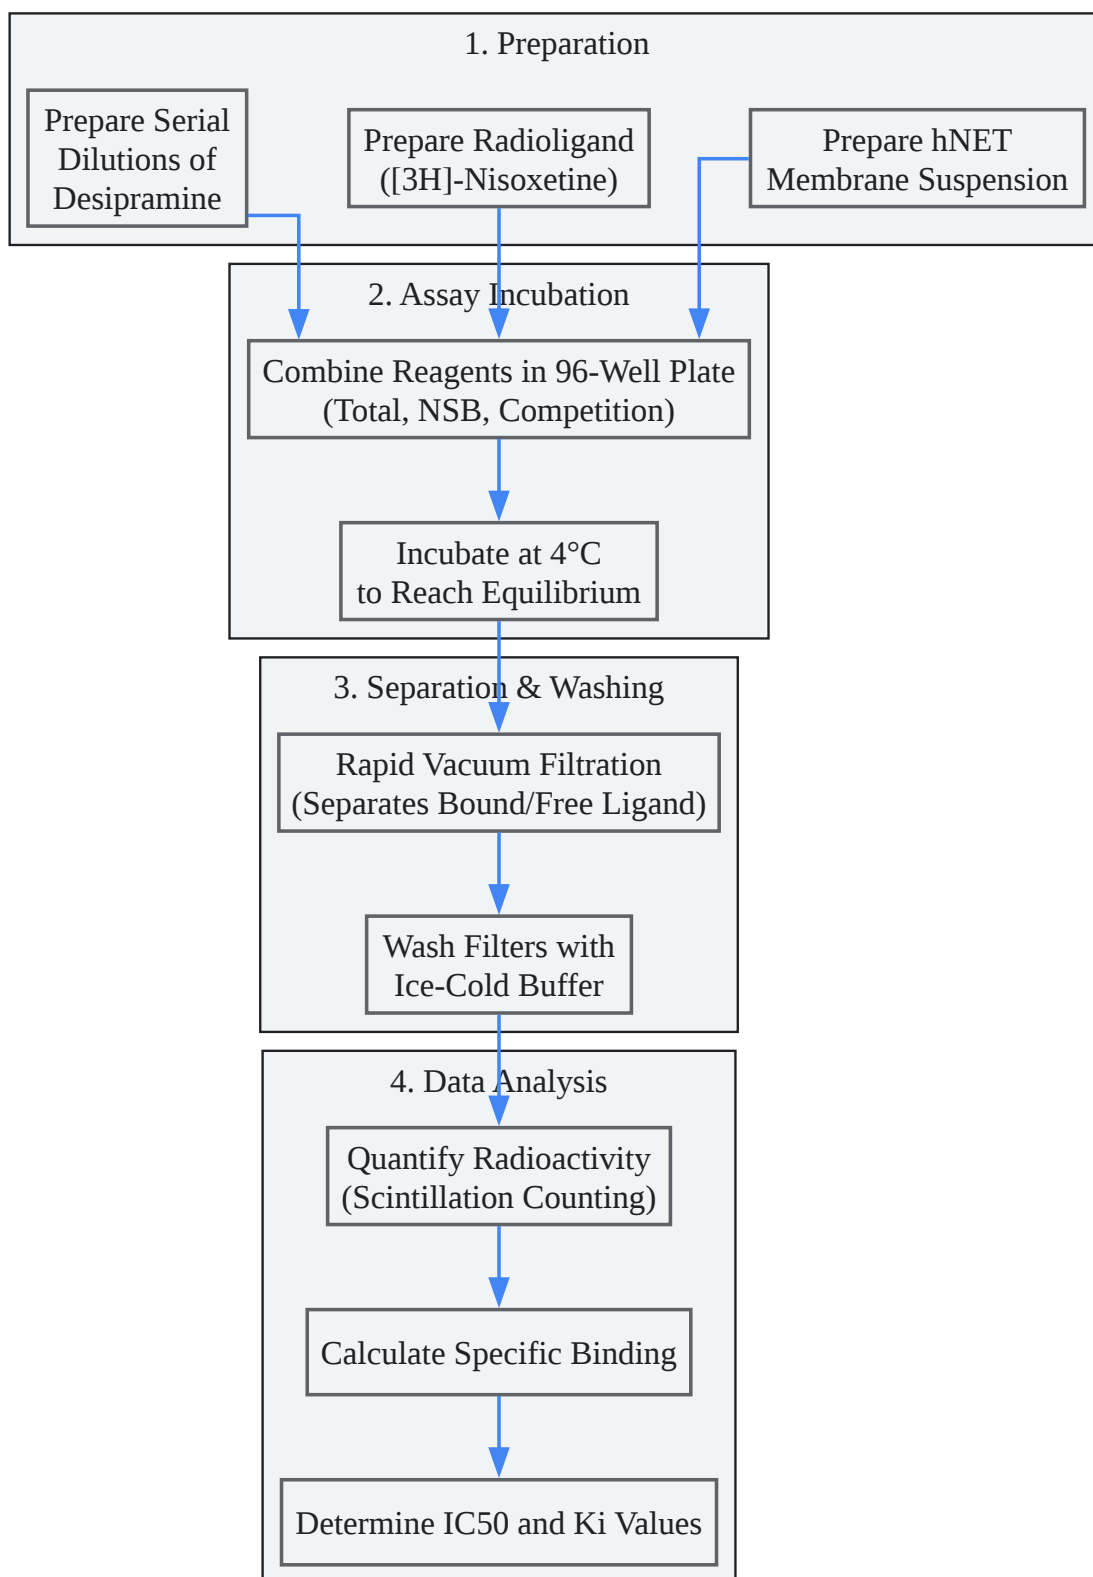 1. Preparation
Prepare Serial
Dilutions of
Desipramine
Prepare Radioligand
([3H]-Nisoxetine)
Prepare hNET
Membrane Suspension
2. Assay Incubation
Combine Reagents in 96-Well Plate
(Total, NSB, Competition)
Incubate at 4°C
to Reach Equilibrium
3. Separation & Washing
Rapid Vacuum Filtration
(Separates Bound/Free Ligand)
Wash Filters with
Ice-Cold Buffer
4. Data Analysis
Quantify Radioactivity
(Scintillation Counting)
Calculate Specific Binding
Determine IC50 and Ki Values